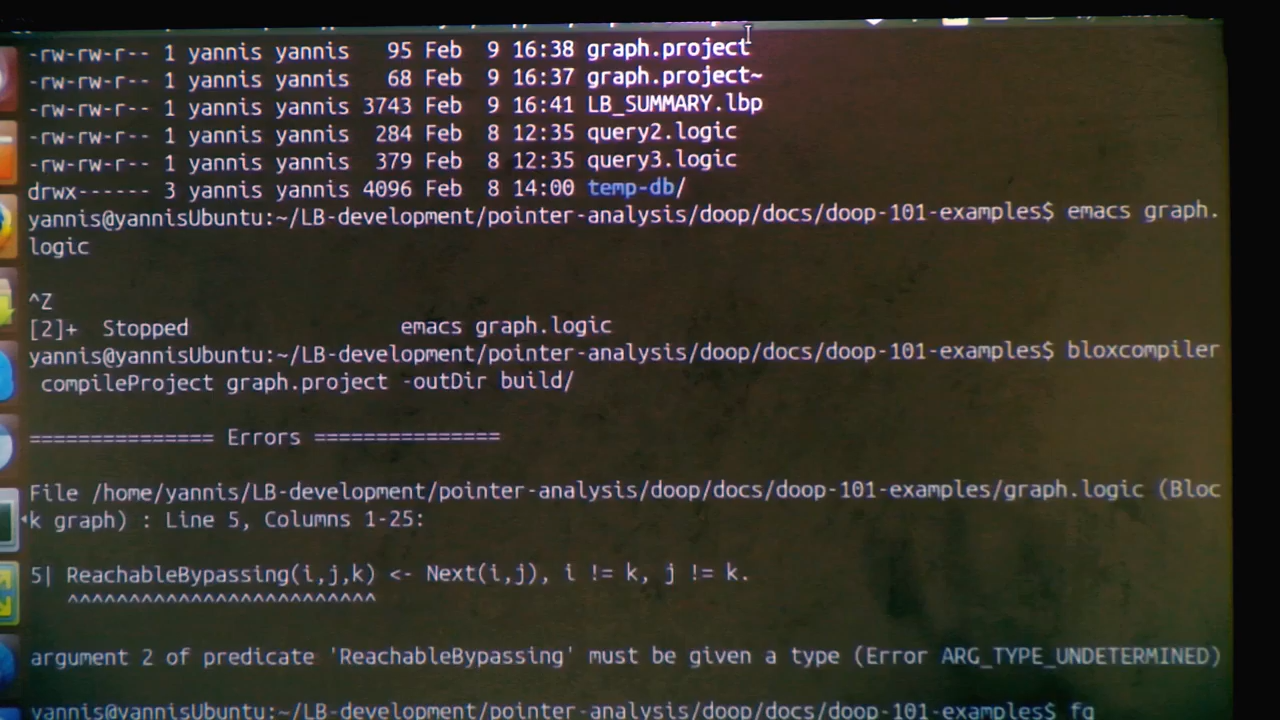 -rw-rw-r-- 1 yannis yannis   95 Feb  9 16:38 graph.project
-rw-rw-r-- 1 yannis yannis   68 Feb  9 16:37 graph.project~
-rw-rw-r-- 1 yannis yannis 3743 Feb  9 16:41 LB_SUMMARY.lbp
-rw-rw-r-- 1 yannis yannis  284 Feb  8 12:35 query2.logic
-rw-rw-r-- 1 yannis yannis  379 Feb  8 12:35 query3.logic
drwx------ 3 yannis yannis 4096 Feb  8 14:00 temp-db/
yannis@yannisUbuntu:~/LB-development/pointer-analysis/doop/docs/doop-101-examples$ emacs graph.
logic
^Z
[2]+  Stopped                 emacs graph.logic
yannis@yannisUbuntu:~/LB-development/pointer-analysis/doop/docs/doop-101-examples$ bloxcompiler
 compileProject graph.project -outDir build/
=============== Errors ===============
File /home/yannis/LB-development/pointer-analysis/doop/docs/doop-101-examples/graph.logic (Bloc
k graph) : Line 5, Columns 1-25:
5| ReachableBypassing(i,j,k) <- Next(i,j), i != k, j != k.
   ^^^^^^^^^^^^^^^^^^^^^^^^^
argument 2 of predicate 'ReachableBypassing' must be given a type (Error ARG_TYPE_UNDETERMINED)
yannis@yannisUbuntu:~/LB-development/pointer-analysis/doop/docs/doop-101-examples$ fg